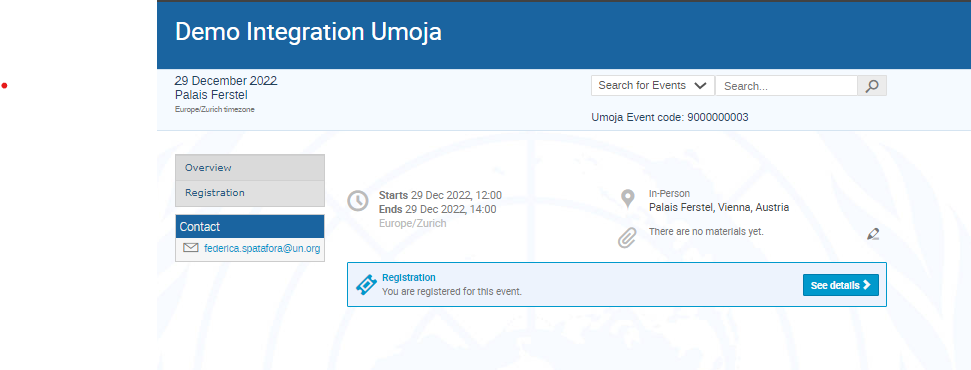 Demo Integration Umoja
29 December 2022
Palais Ferstel
Europe/Zurich timezone
Search for Events
Search...
Umoja Event code: 9000000003
Overview
Registration
Contact
federica.spatafora@un.org
Starts 29 Dec 2022, 12:00
Ends 29 Dec 2022, 14:00
Europe/Zurich
In-Person
Palais Ferstel, Vienna, Austria
There are no materials yet.
Registration
You are registered for this event.
See details